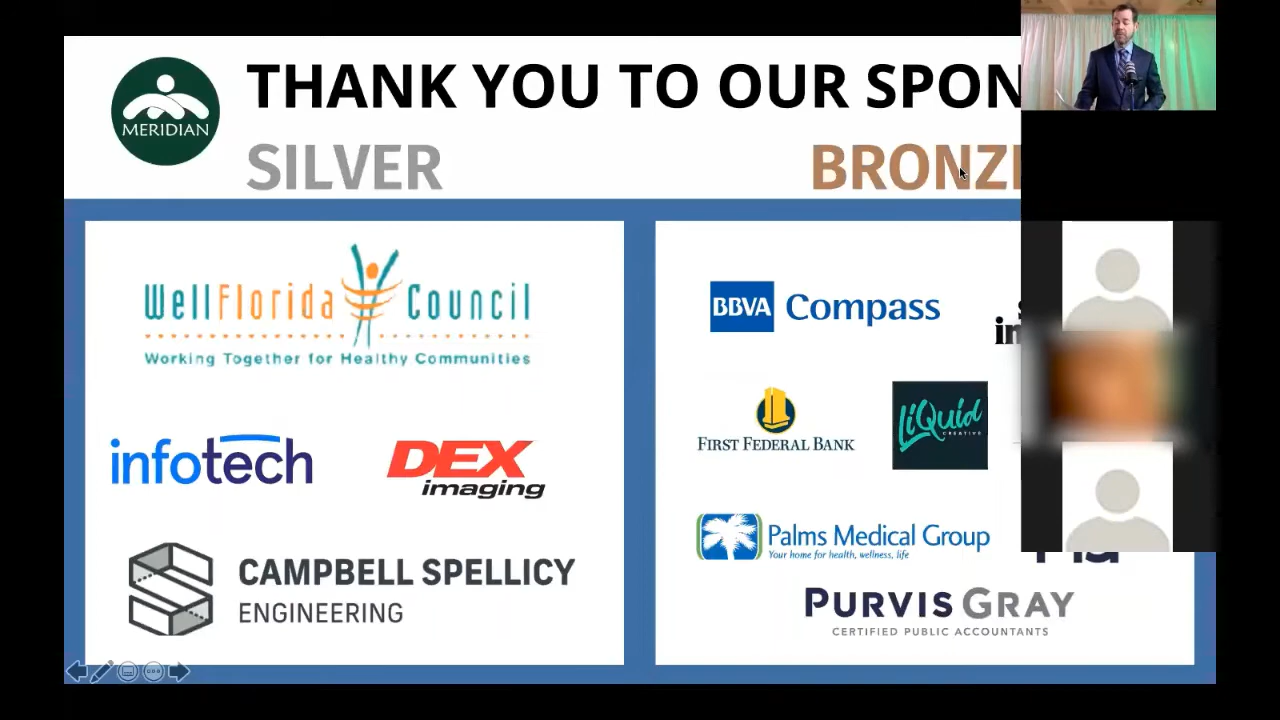 THANK YOU TO OUR SPON
MERIDIAN
SILVER
BRONZE
WellFlorida Council
Working Together for Healthy Communities
infotech
DEX
imaging
CAMPBELL SPELLICY
ENGINEERING
BBVA Compass
FIRST FEDERAL BANK
LiQuid
CREATIVE
Palms Medical Group
Your home for health, wellness, life
PURVIS GRAY
CERTIFIED PUBLIC ACCOUNTANTS